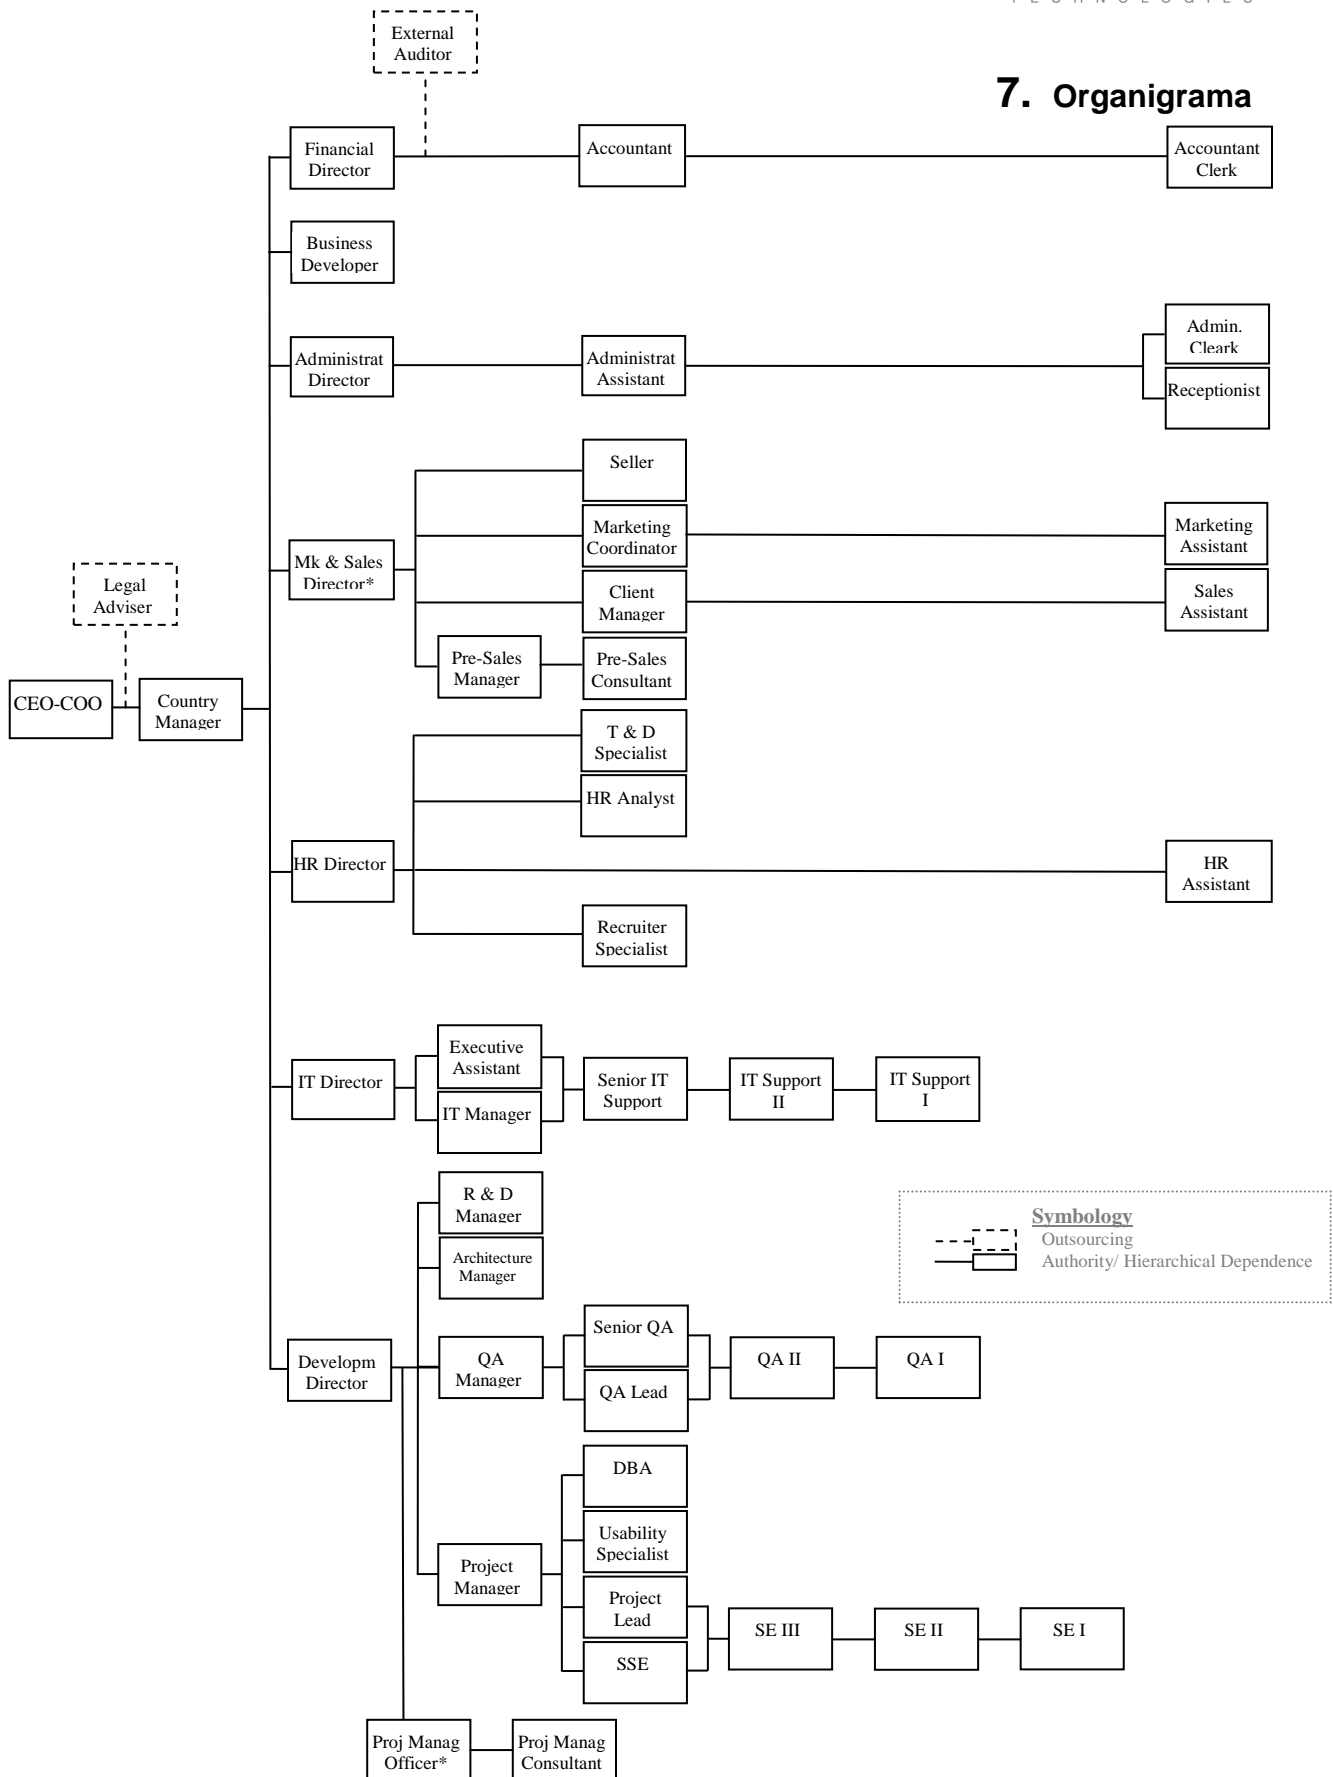 TECHNOLOGIES
External
Auditor
7. Organigrama
Financial
Director
Accountant
Accountant
Clerk
Business
Developer
Administrat
Director
Administrat
Assistant
Admin.
Cleark
Receptionist
Seller
Marketing
Coordinator
Marketing
Assistant
Mk & Sales
Director*
Client
Manager
Sales
Assistant
Legal
Adviser
Pre-Sales
Manager
Pre-Sales
Consultant
CEO-COO
Country
Manager
T & D
Specialist
HR Analyst
HR Director
HR
Assistant
Recruiter
Specialist
Executive
Assistant
IT Director
IT Manager
Senior IT
Support
IT Support
II
IT Support
I
R & D
Manager
Architecture
Manager
Symbology
Outsourcing
Authority/ Hierarchical Dependence
Developm
Director
QA
Manager
Senior QA
QA Lead
QA II
QA I
DBA
Usability
Specialist
Project
Manager
Project
Lead
SSE
SE III
SE II
SE I
Proj Manag
Officer*
Proj Manag
Consultant